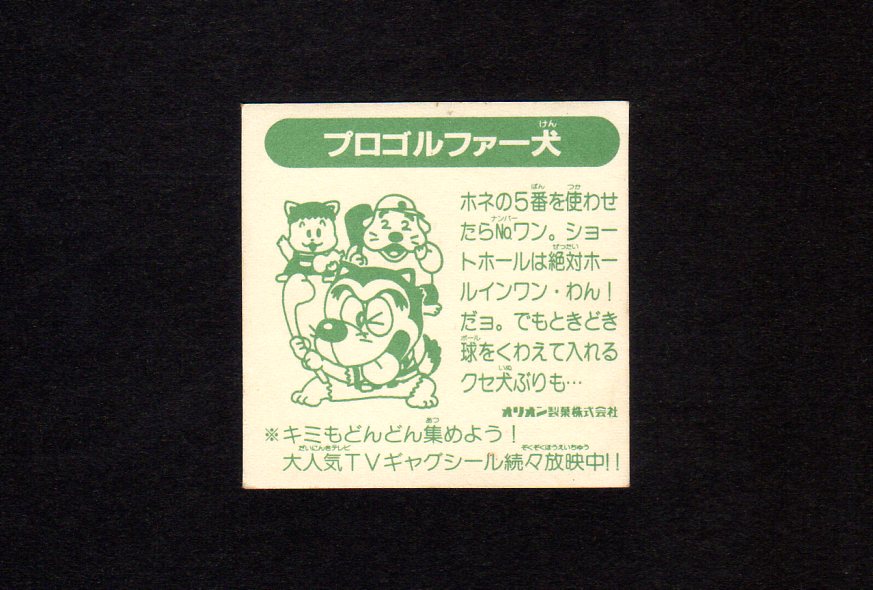 プロゴルファー犬
ホネの5番を使わせ
たら№ワン。ショー
トホールは絶対ホー
ルインワン・わん！
だョ。でもときどき
球をくわえて入れる
クセ犬ぶりも…
オリオン製菓株式会社
※キミもどんどん集めよう！
大人気TVギャグシール続々放映中!!